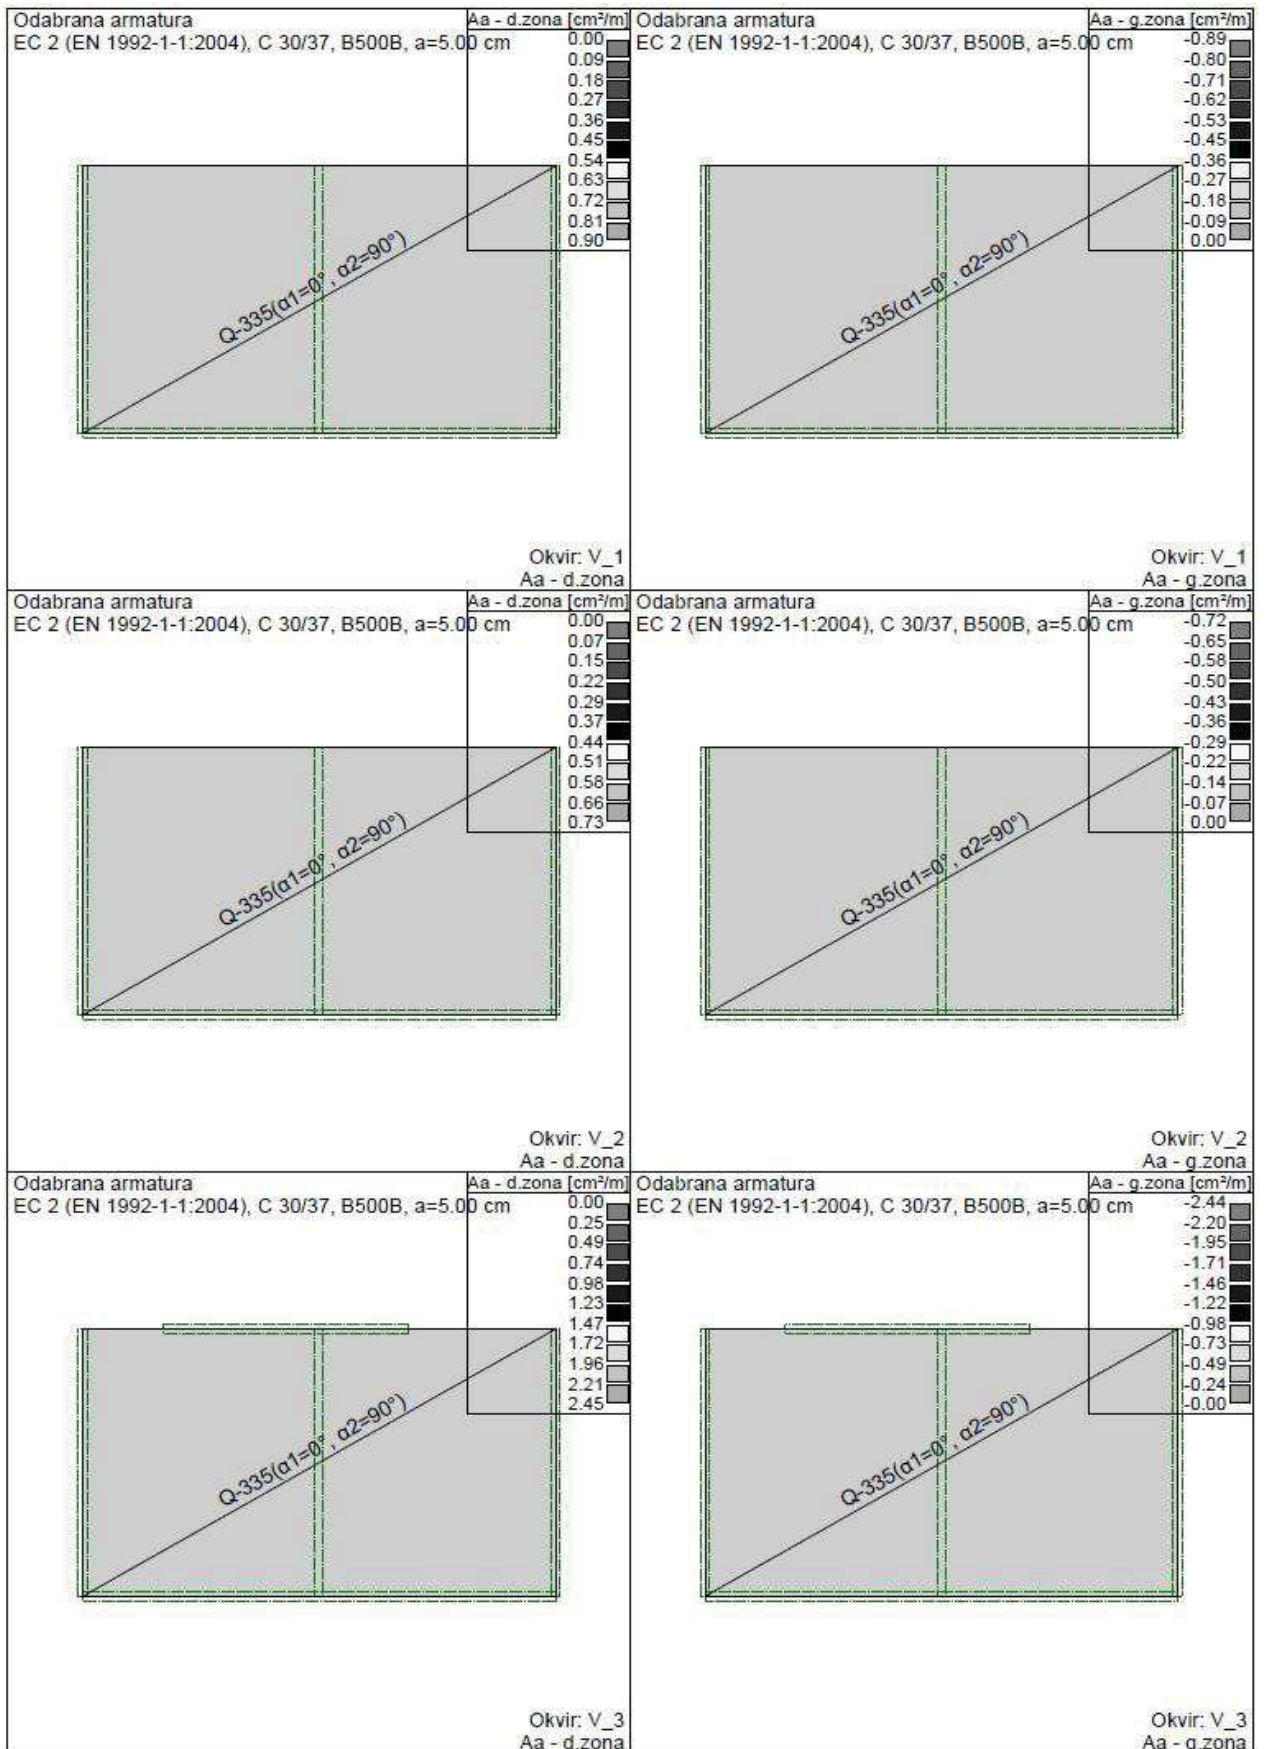 Odabrana armatura
EC 2 (EN 1992-1-1:2004), C 30/37, B500B, a=5.00 cm
Aa - d.zona [cm²/m]
0.00
0.09
0.18
0.27
0.36
0.45
0.54
0.63
0.72
0.81
0.90
Q-335(α1=0°, α2=90°)
Okvir: V_1
Aa - d.zona
Odabrana armatura
EC 2 (EN 1992-1-1:2004), C 30/37, B500B, a=5.00 cm
Aa - g.zona [cm²/m]
-0.89
-0.80
-0.71
-0.62
-0.53
-0.45
-0.36
-0.27
-0.18
-0.09
0.00
Q-335(α1=0°, α2=90°)
Okvir: V_1
Aa - g.zona
Odabrana armatura
EC 2 (EN 1992-1-1:2004), C 30/37, B500B, a=5.00 cm
Aa - d.zona [cm²/m]
0.00
0.07
0.15
0.22
0.29
0.37
0.44
0.51
0.58
0.66
0.73
Q-335(α1=0°, α2=90°)
Okvir: V_2
Aa - d.zona
Odabrana armatura
EC 2 (EN 1992-1-1:2004), C 30/37, B500B, a=5.00 cm
Aa - g.zona [cm²/m]
-0.72
-0.65
-0.58
-0.50
-0.43
-0.36
-0.29
-0.22
-0.14
-0.07
0.00
Q-335(α1=0°, α2=90°)
Okvir: V_2
Aa - g.zona
Odabrana armatura
EC 2 (EN 1992-1-1:2004), C 30/37, B500B, a=5.00 cm
Aa - d.zona [cm²/m]
0.00
0.25
0.49
0.74
0.98
1.23
1.47
1.72
1.96
2.21
2.45
Q-335(α1=0°, α2=90°)
Okvir: V_3
Aa - d.zona
Odabrana armatura
EC 2 (EN 1992-1-1:2004), C 30/37, B500B, a=5.00 cm
Aa - g.zona [cm²/m]
-2.44
-2.20
-1.95
-1.71
-1.46
-1.22
-0.98
-0.73
-0.49
-0.24
-0.00
Q-335(α1=0°, α2=90°)
Okvir: V_3
Aa - g.zona